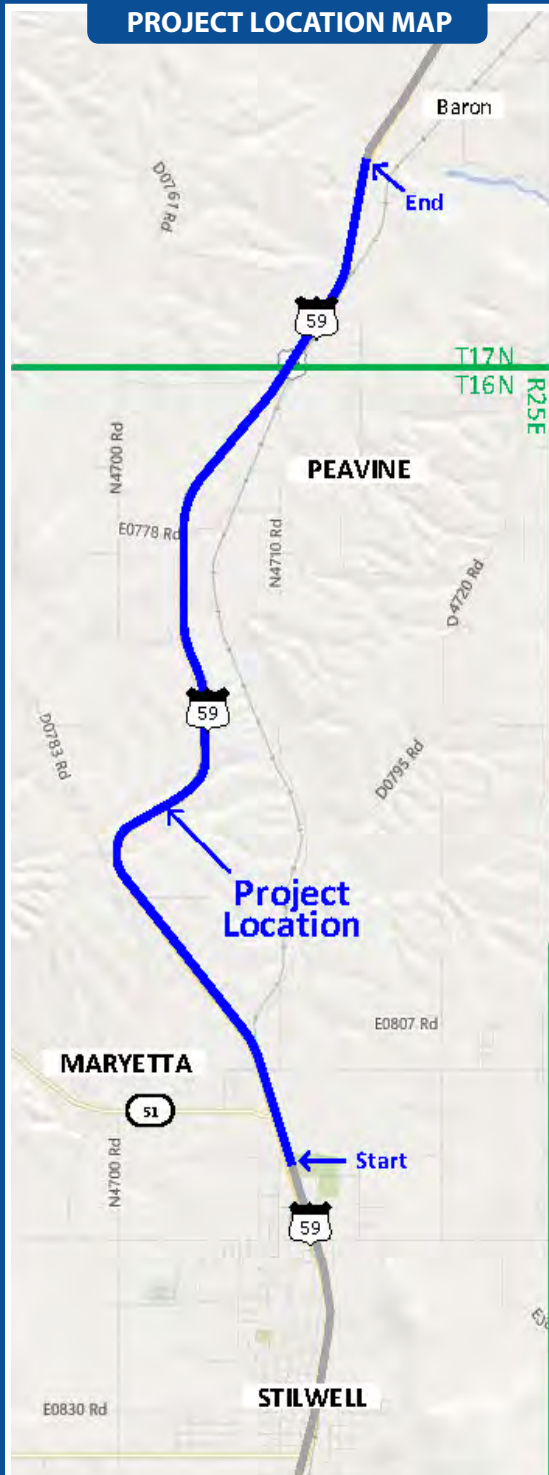 PROJECT LOCATION MAP
Baron
D0767 Rd
End
59
T17N
T16N
R25E
N4700 Rd
PEAVINE
E0778 Rd
N4710 Rd
D4720 Rd
59
D0783 Rd
D0795 Rd
Project
Location
E0807 Rd
MARYETTA
51
N4700 Rd
Start
59
STILWELL
E0830 Rd